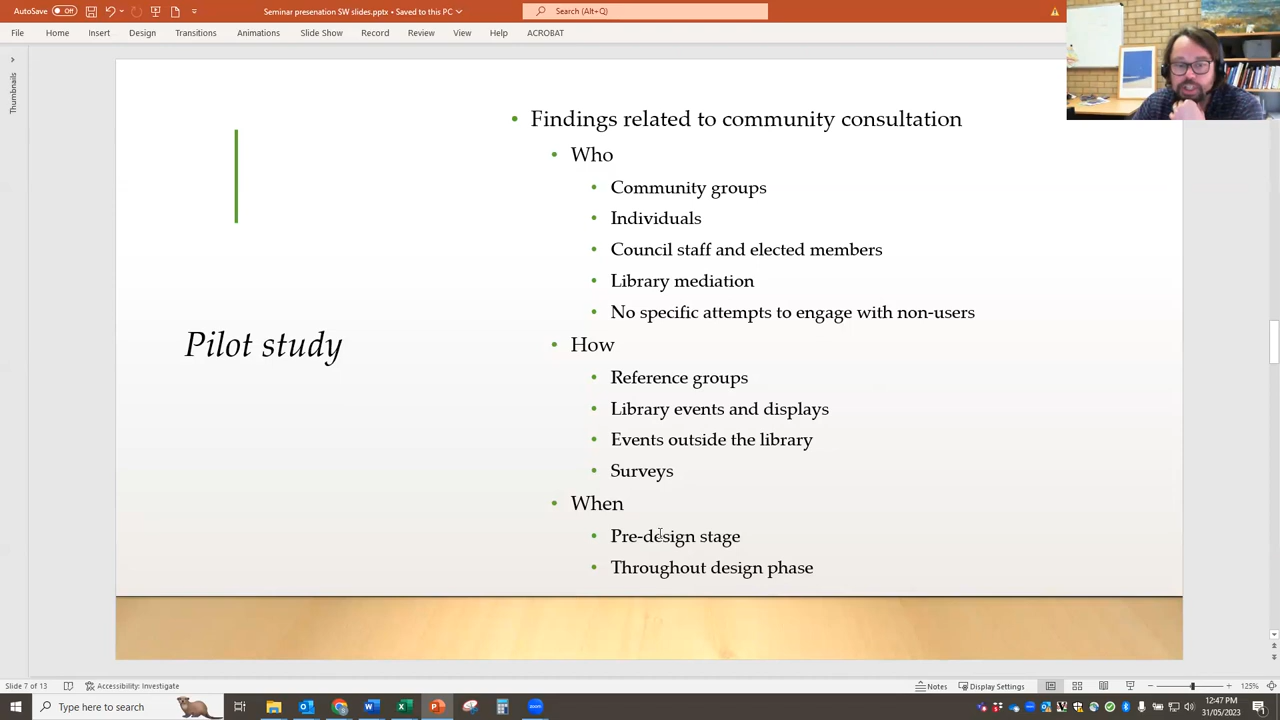 AutoSave Off Seminar presenation SW slides.pptx • Saved to this PC Search (Alt+Q)
File Home Insert Design Transitions Animations Slide Show Record Review View Help ACROBAT
Thumbnails
Pilot study
• Findings related to community consultation
• Who
• Community groups
• Individuals
• Council staff and elected members
• Library mediation
• No specific attempts to engage with non-users
• How
• Reference groups
• Library events and displays
• Events outside the library
• Surveys
• When
• Pre-design stage
• Throughout design phase
Slide 7 of 13 Accessibility: Investigate Notes Display Settings 125%
Type here to search zoom 12:47 PM
31/05/2023